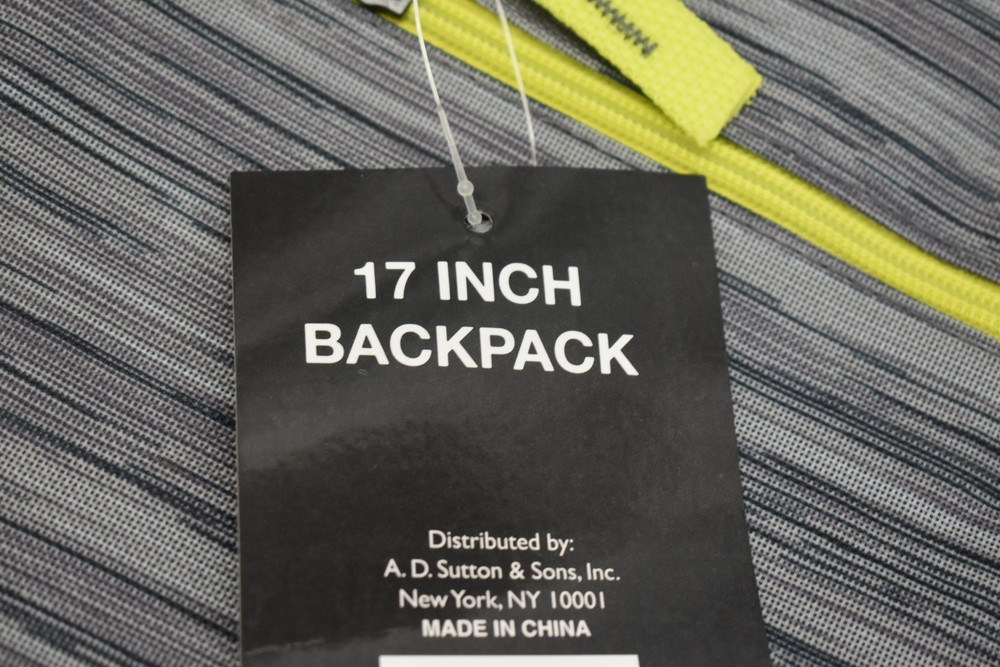 17 INCH
BACKPACK
Distributed by:
A. D. Sutton & Sons, Inc.
New York, NY 10001
MADE IN CHINA